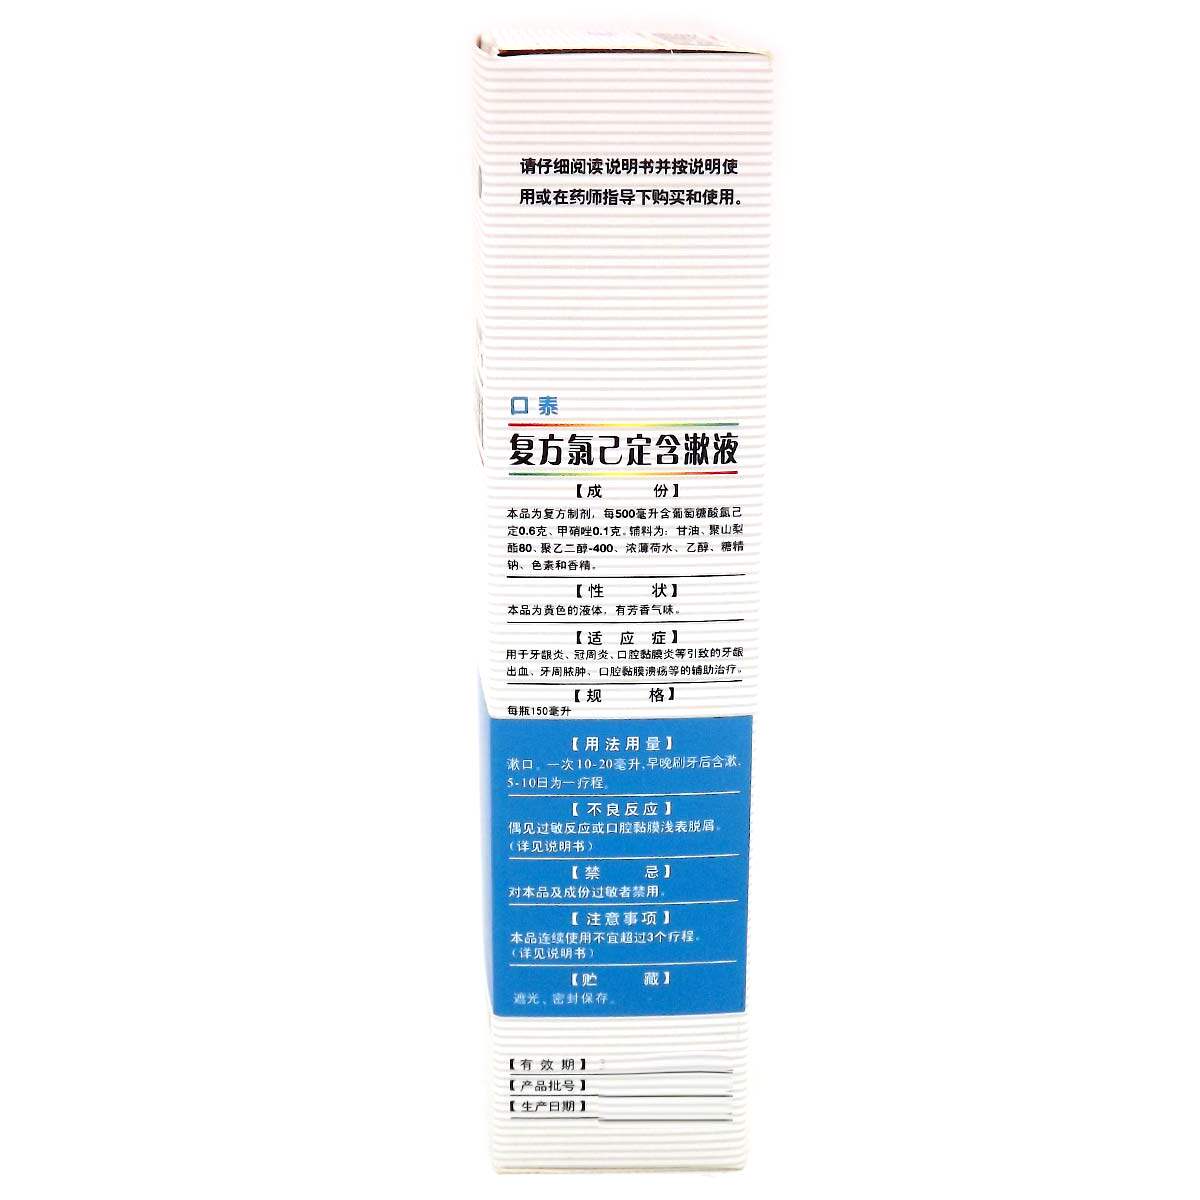 请仔细阅读说明书并按说明使
用或在药师指导下购买和使用。
口泰
复方氯己定含漱液
【成份】
本品为复方制剂，每500毫升含葡萄糖酸氯己
定0.6克、甲硝唑0.1克。辅料为：甘油、聚山梨
酯80、聚乙二醇-400、浓薄荷水、乙醇、糖精
钠、色素和香精。
【性状】
本品为黄色的液体，有芳香气味。
【适应症】
用于牙龈炎、冠周炎、口腔黏膜炎等引致的牙龈
出血、牙周脓肿、口腔黏膜溃疡等的辅助治疗。
【规格】
每瓶150毫升
【用法用量】
漱口。一次10-20毫升,早晚刷牙后含漱.
5-10日为一疗程。
【不良反应】
偶见过敏反应或口腔黏膜浅表脱屑。
（详见说明书）
【禁忌】
对本品及成份过敏者禁用。
【注意事项】
本品连续使用不宜超过3个疗程。
（详见说明书）
【贮藏】
遮光、密封保存。
【有效期】
【产品批号】
【生产日期】